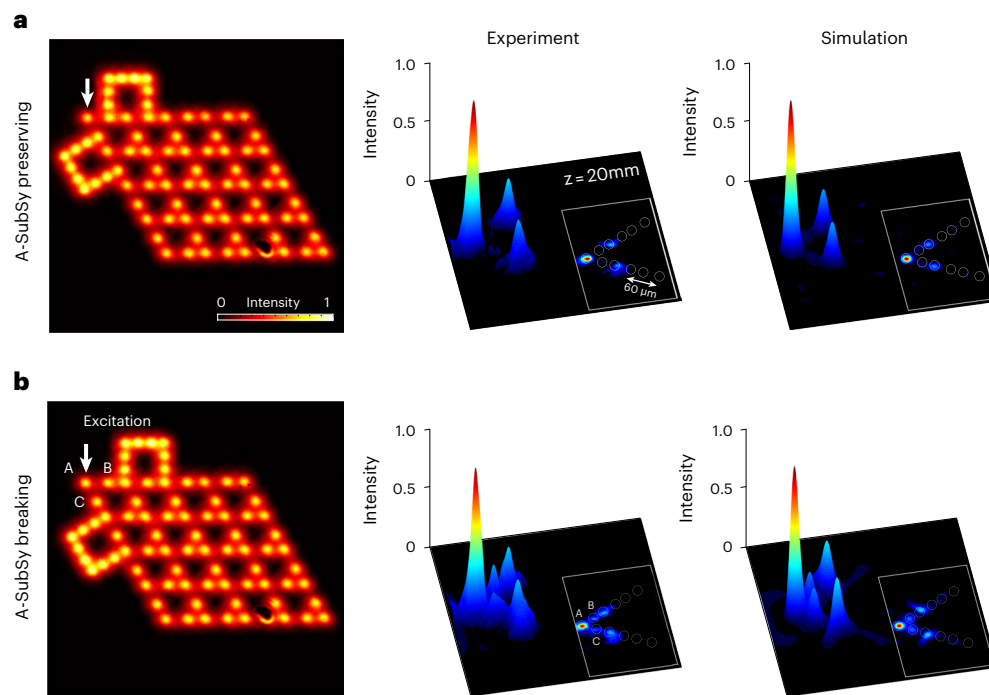 a
Experiment
Simulation
A-SubSy preserving
0 Intensity 1
Intensity
1.0
0.5
0
z = 20mm
60 µm
Intensity
1.0
0.5
0
b
A-SubSy breaking
Excitation
A B
C
Intensity
1.0
0.5
0
A
B
C
Intensity
1.0
0.5
0